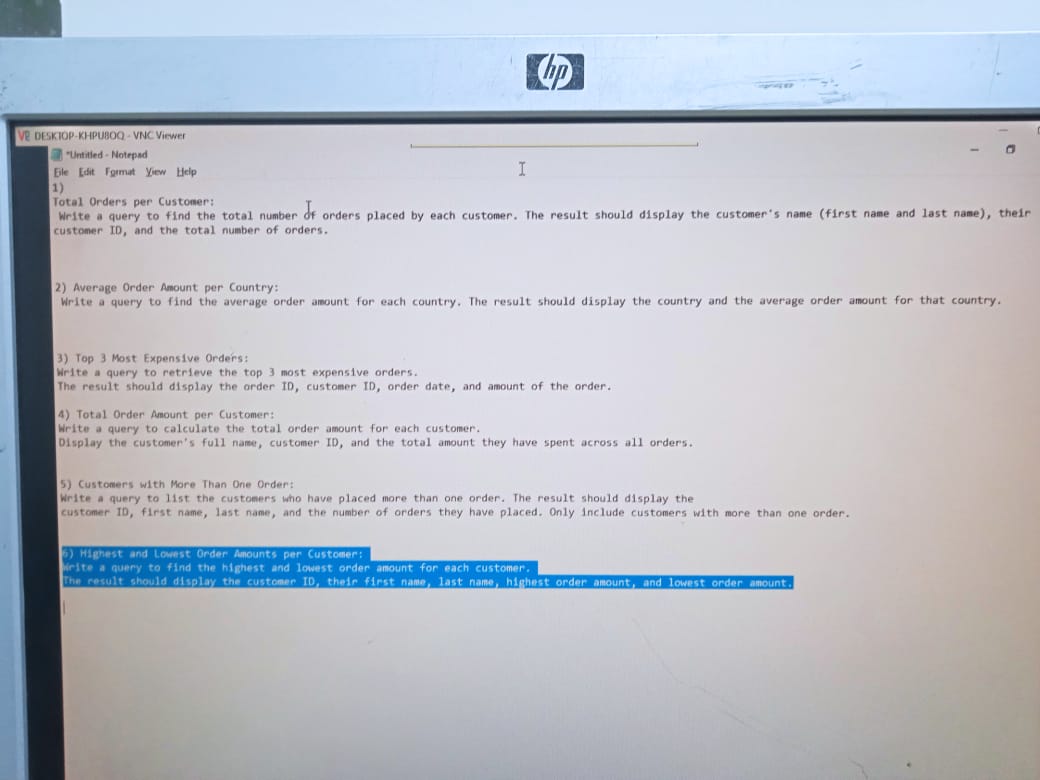 hp
DESKTOP-KHPU8OQ - VNC Viewer
*Untitled - Notepad
File Edit Format View Help
1)
Total Orders per Customer:
Write a query to find the total number of orders placed by each customer. The result should display the customer's name (first name and last name), their
customer ID, and the total number of orders.
2) Average Order Amount per Country:
Write a query to find the average order amount for each country. The result should display the country and the average order amount for that country.
3) Top 3 Most Expensive Orders:
Write a query to retrieve the top 3 most expensive orders.
The result should display the order ID, customer ID, order date, and amount of the order.
4) Total Order Amount per Customer:
Write a query to calculate the total order amount for each customer.
Display the customer's full name, customer ID, and the total amount they have spent across all orders.
5) Customers with More Than One Order:
Write a query to list the customers who have placed more than one order. The result should display the
customer ID, first name, last name, and the number of orders they have placed. Only include customers with more than one order.
6) Highest and Lowest Order Amounts per Customer:
Write a query to find the highest and lowest order amount for each customer.
The result should display the customer ID, their first name, last name, highest order amount, and lowest order amount.